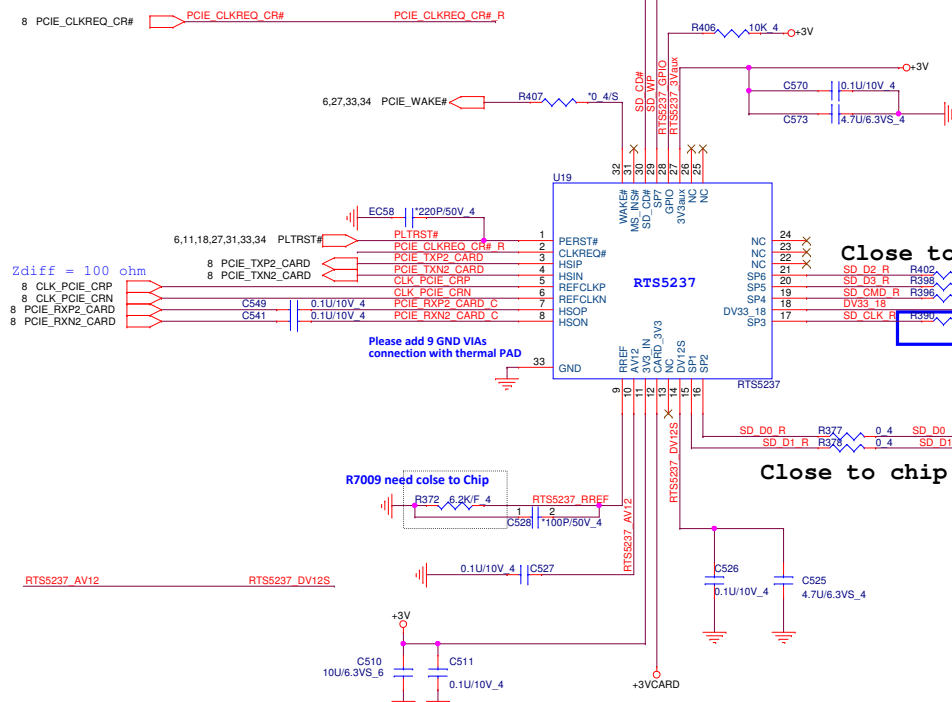 8 PCIE_CLKREQ_CR# PCIE_CLKREQ_CR# PCIE_CLKREQ_CR#_R
R406 10K_4 +3V
+3V
C570 0.1U/10V_4
C573 4.7U/6.3VS_4
6,27,33,34 PCIE_WAKE# R407 *0_4/S
SD_CD#
SD_WP
RTS5237_GPIO
RTS5237_3Vaux
32 31 30 29 28 27 26 25
U19
WAKE# MS_INS# SD_CD# SP7 GPIO 3V3aux NC NC
EC58 *220P/50V_4
6,11,18,27,31,33,34 PLTRST# PLTRST# 1 PERST#
PCIE_CLKREQ_CR#_R 2 CLKREQ#
8 PCIE_TXP2_CARD PCIE_TXP2_CARD 3 HSIP
8 PCIE_TXN2_CARD PCIE_TXN2_CARD 4 HSIN
Zdiff = 100 ohm
8 CLK_PCIE_CRP CLK_PCIE_CRP 5 REFCLKP
8 CLK_PCIE_CRN CLK_PCIE_CRN 6 REFCLKN
8 PCIE_RXP2_CARD C549 0.1U/10V_4 PCIE_RXP2_CARD_C 7 HSOP
8 PCIE_RXN2_CARD C541 0.1U/10V_4 PCIE_RXN2_CARD_C 8 HSON
RTS5237
NC 24
NC 23
NC 22
Close to
SP6 21 SD_D2_R R402
SP5 20 SD_D3_R R398
SP4 19 SD_CMD_R R396
DV33_18 18 DV33_18
SP3 17 SD_CLK_R R390
Please add 9 GND VIAs
connection with thermal PAD
33 GND
RREF AV12 3V3_IN CARD_3V3 NC DV12S SP1 SP2
RTS5237
9 10 11 12 13 14 15 16
SD_D0_R R377 0_4 SD_D0
SD_D1_R R378 0_4 SD_D1
Close to chip
RTS5237_DV12S
R7009 need colse to Chip
R372 6.2K/F_4 RTS5237_RREF
1 2
C528 *100P/50V_4
RTS5237_AV12
0.1U/10V_4 C527
RTS5237_AV12 RTS5237_DV12S
C526
0.1U/10V_4
C525
4.7U/6.3VS_4
+3V
C510
10U/6.3VS_6
C511
0.1U/10V_4
+3VCARD